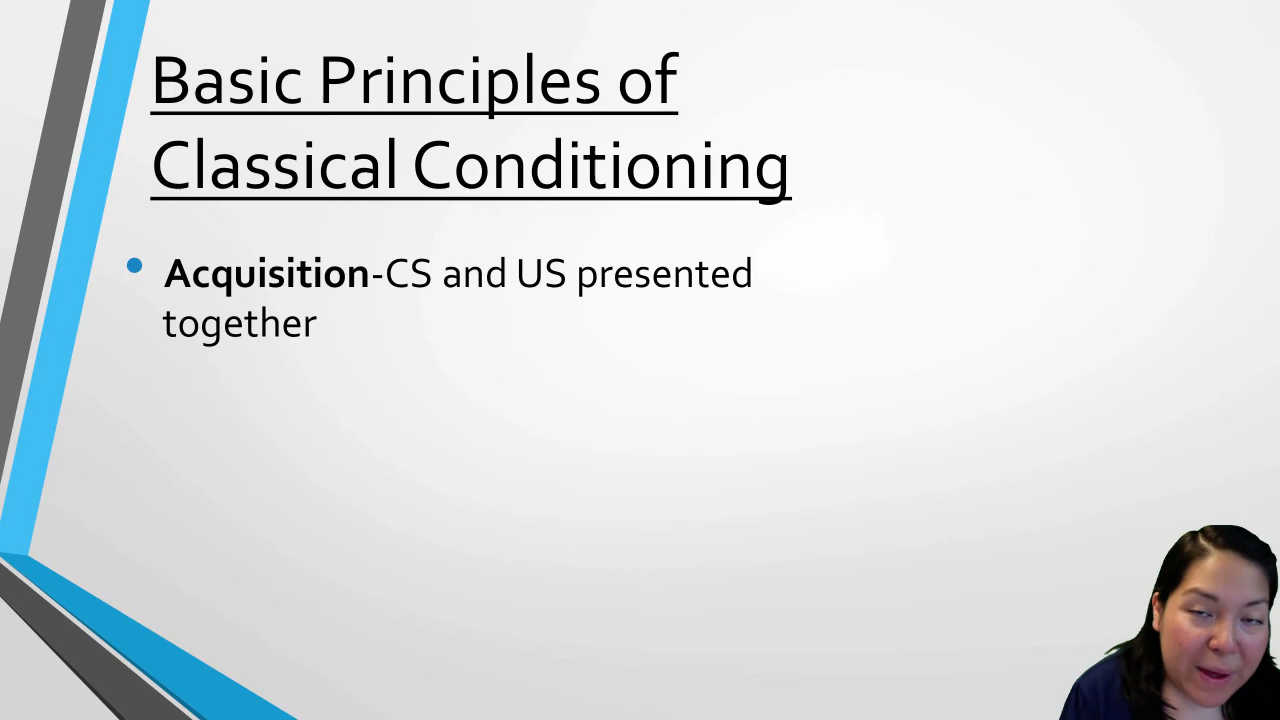 Basic Principles of
Classical Conditioning
• Acquisition-CS and US presented
together